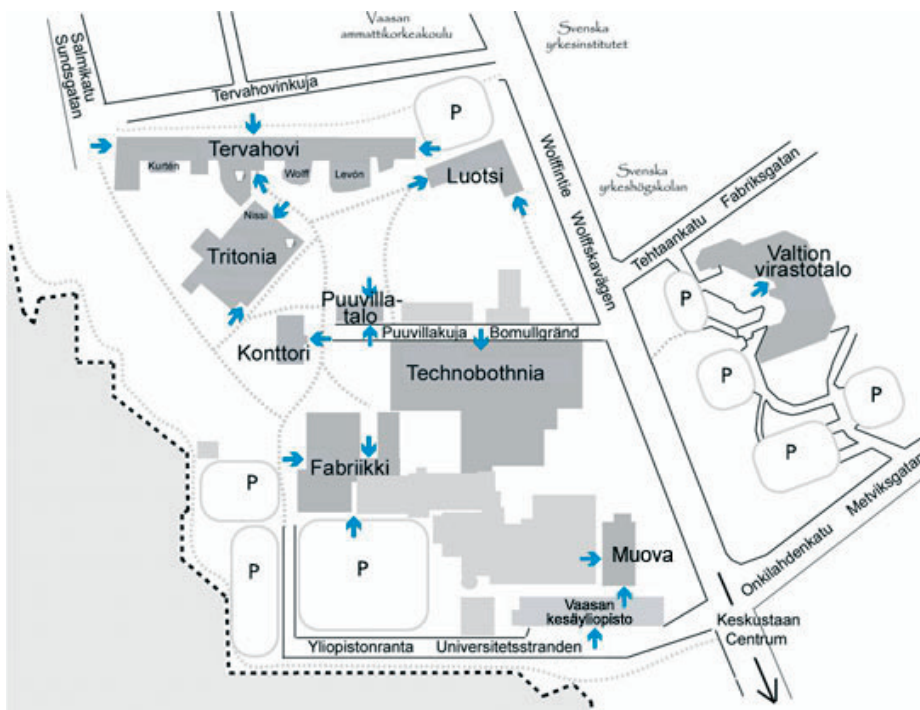 Vaasan
ammattikorkeakoulu
Svenska
yrkesinstitutet
Salmikatu
Sundsgatan
Tervahovinkuja
P
Tervahovi
Kurtén
Wolff
Levón
Luotsi
Wolffintie
Wolffskavägen
Svenska
yrkeshögskolan
Tehtaankatu Fabriksgatan
Nissi
Tritonia
Valtion
virastotalo
P
Puuvilla-
talo
Puuvillakuja Bomullgränd
Konttori
Technobothnia
P
P
P
Fabriikki
P
P
P
Muova
Onkilahdenkatu Metviksgatan
Vaasan
kesäyliopisto
Keskustaan
Centrum
Yliopistonranta Universitetsstranden